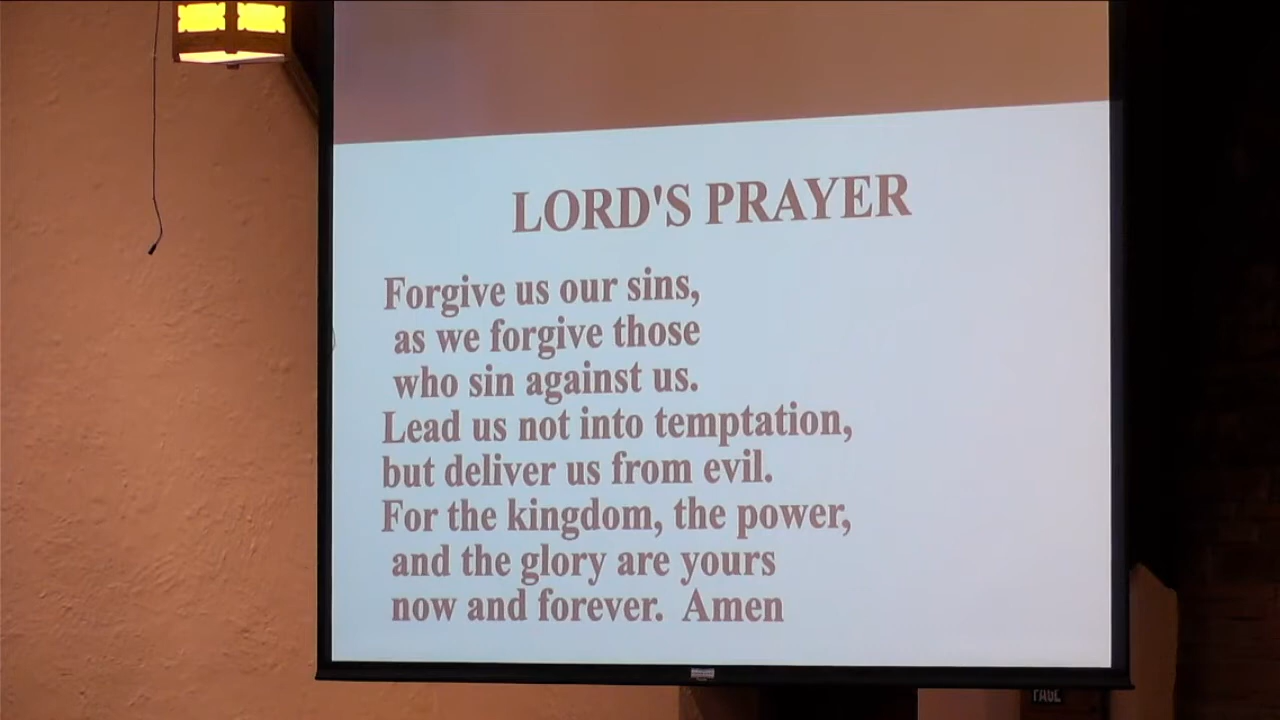 LORD'S PRAYER
Forgive us our sins,
as we forgive those
who sin against us.
Lead us not into temptation,
but deliver us from evil.
For the kingdom, the power,
and the glory are yours
now and forever. Amen